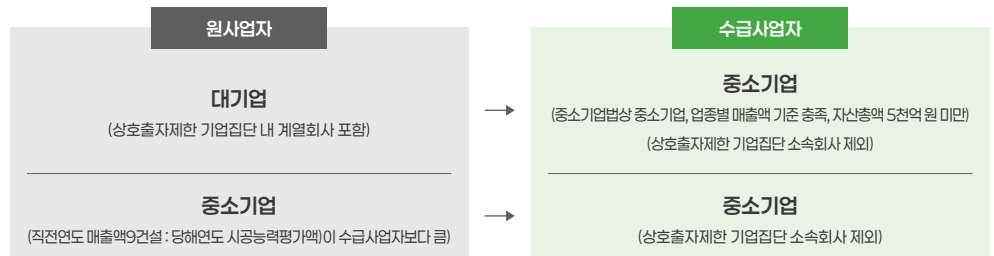 원사업자
대기업
(상호출자제한 기업집단 내 계열회사 포함)
중소기업
(직전연도 매출액9건설 : 당해연도 시공능력평가액)이 수급사업자보다 큼)
→
→
수급사업자
중소기업
(중소기업법상 중소기업, 업종별 매출액 기준 충족, 자산총액 5천억 원 미만)
(상호출자제한 기업집단 소속회사 제외)
중소기업
(상호출자제한 기업집단 소속회사 제외)